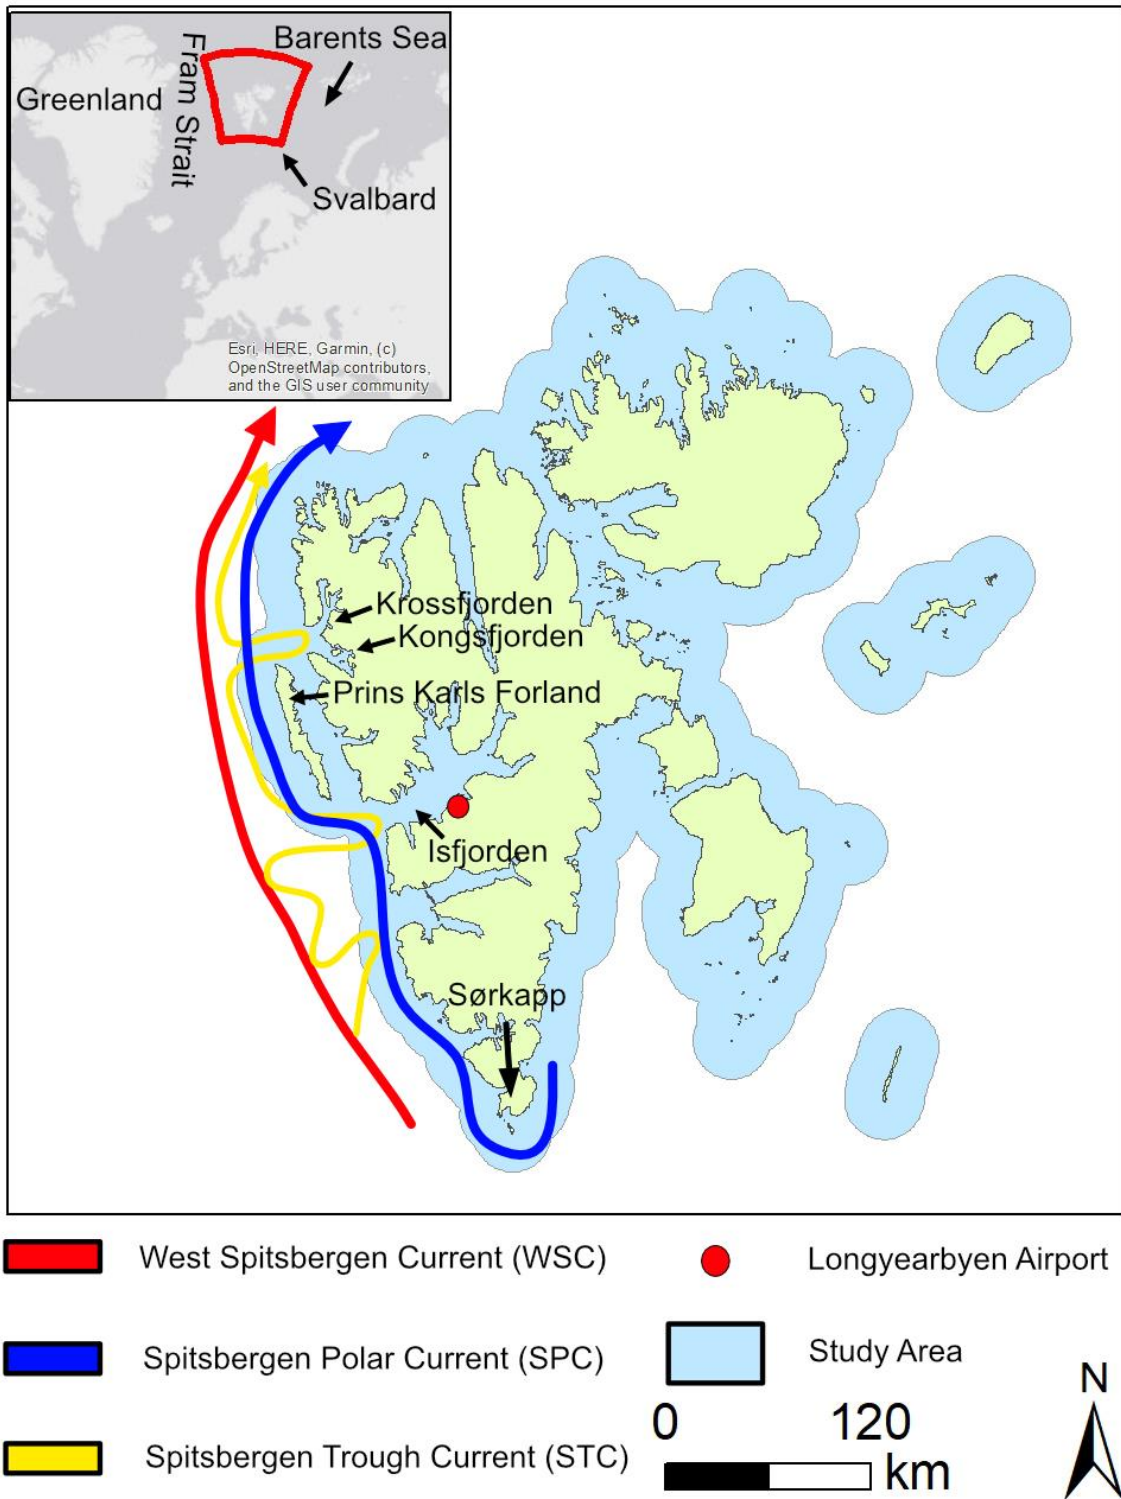 Barents Sea
Fram Strait
Greenland
Svalbard
Esri, HERE, Garmin, (c)
OpenStreetMap contributors,
and the GIS user community
Krossfjorden
Kongsfjorden
Prins Karls Forland
Isfjorden
Sørkapp
West Spitsbergen Current (WSC)
Longyearbyen Airport
Spitsbergen Polar Current (SPC)
Study Area
N
0 120
km
Spitsbergen Trough Current (STC)